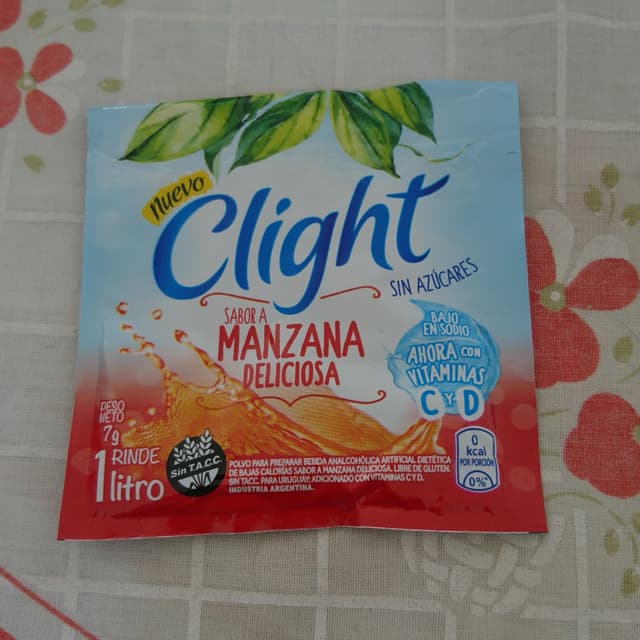 NUEVO
Clight
SIN AZÚCARES
SABOR A
MANZANA
DELICIOSA
BAJO
EN SODIO
AHORA CON
VITAMINAS
C Y D
PESO
NETO
7g
RINDE
1 litro
Sin T.A.C.C.
POLVO PARA PREPARAR BEBIDA ANALCOHÓLICA ARTIFICIAL DIETÉTICA
DE BAJAS CALORÍAS SABOR A MANZANA DELICIOSA. LIBRE DE GLUTEN.
SIN TACC. PARA URUGUAY: ADICIONADO CON VITAMINAS C Y D.
INDUSTRIA ARGENTINA.
0
kcal
POR PORCIÓN
0%*